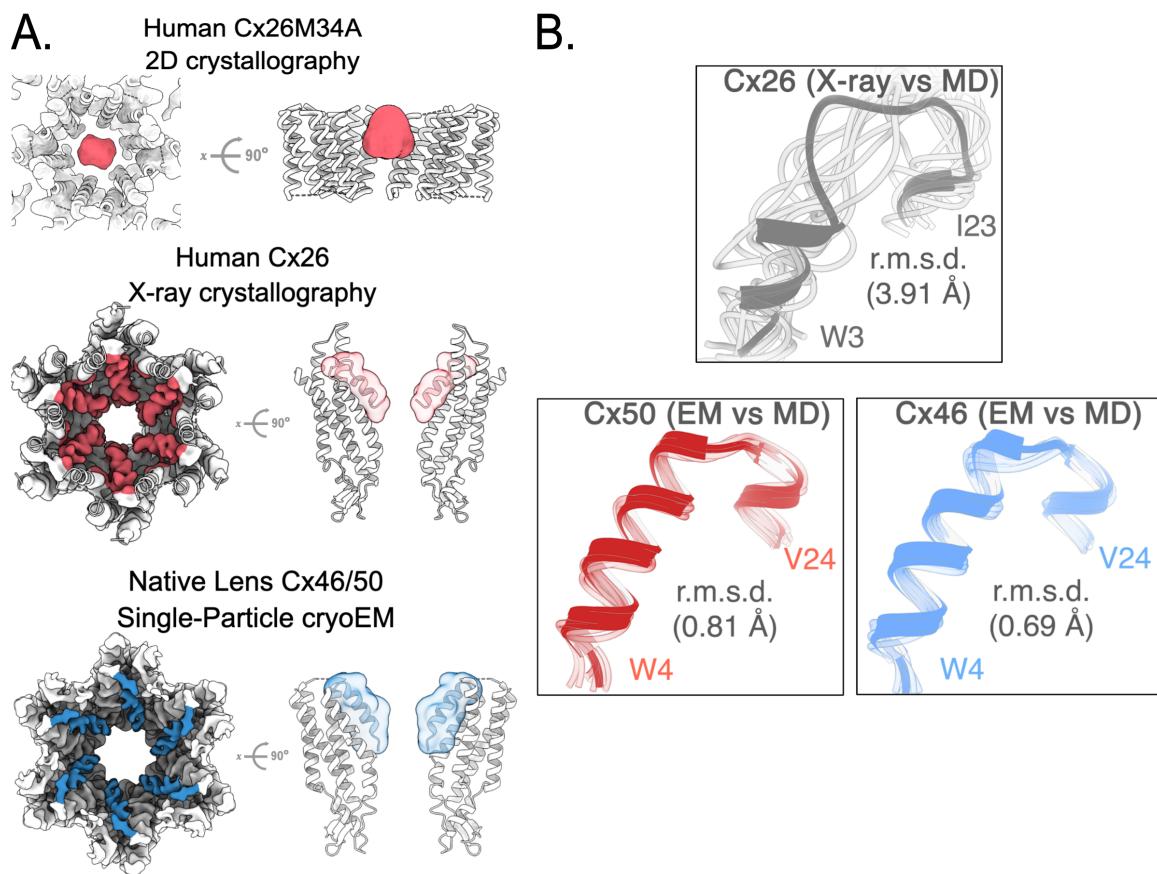 A.
Human Cx26M34A
2D crystallography
x 90°
Human Cx26
X-ray crystallography
x 90°
Native Lens Cx46/50
Single-Particle cryoEM
x 90°
B.
Cx26 (X-ray vs MD)
I23
r.m.s.d.
(3.91 Å)
W3
Cx50 (EM vs MD)
V24
r.m.s.d.
(0.81 Å)
W4
Cx46 (EM vs MD)
V24
r.m.s.d.
(0.69 Å)
W4